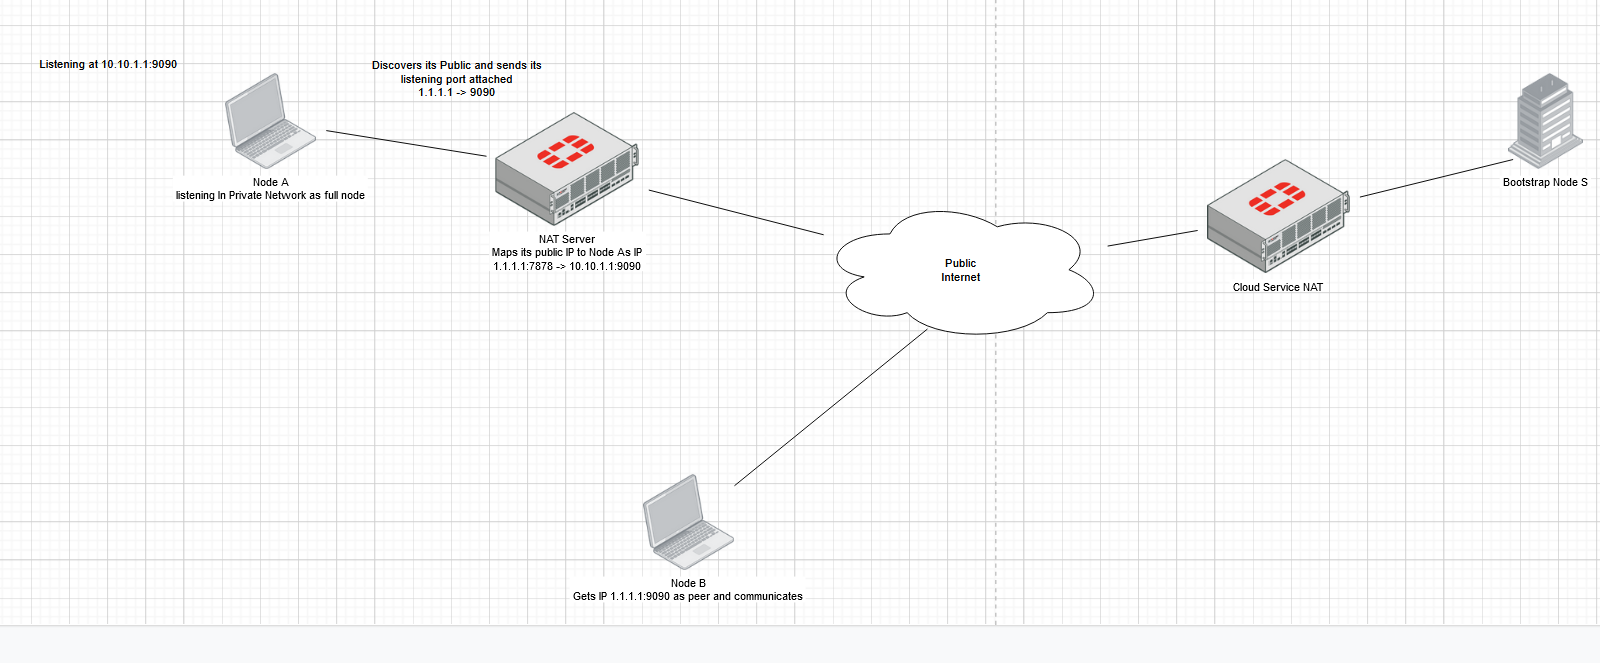 Listening at 10.10.1.1:9090
Discovers its Public and sends its
listening port attached
1.1.1.1 -> 9090
Node A
listening In Private Network as full node
NAT Server
Maps its public IP to Node As IP
1.1.1.1:7878 -> 10.10.1.1:9090
Public
Internet
Bootstrap Node S
Cloud Service NAT
Node B
Gets IP 1.1.1.1:9090 as peer and communicates